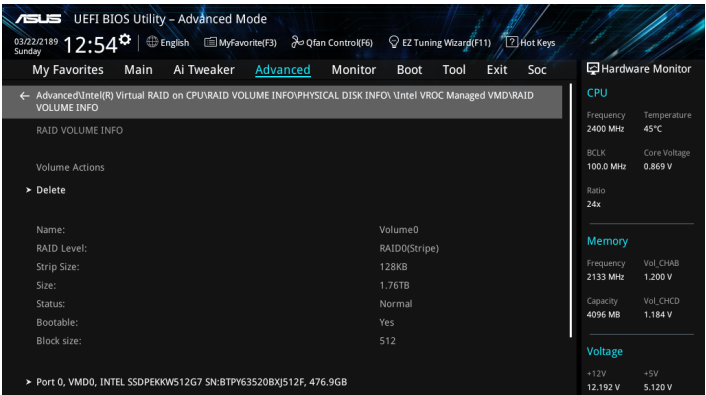 ASUS UEFI BIOS Utility – Advanced Mode
03/22/2189 Sunday 12:54 English MyFavorite(F3) Qfan Control(F6) EZ Tuning Wizard(F11) ? Hot Keys
My Favorites Main Ai Tweaker Advanced Monitor Boot Tool Exit Soc
← Advanced\Intel(R) Virtual RAID on CPU\RAID VOLUME INFO\PHYSICAL DISK INFO\ \Intel VROC Managed VMD\RAID
VOLUME INFO
RAID VOLUME INFO
Volume Actions
➤ Delete
Name: Volume0
RAID Level: RAID0(Stripe)
Strip Size: 128KB
Size: 1.76TB
Status: Normal
Bootable: Yes
Block size: 512
➤ Port 0, VMD0, INTEL SSDPEKKW512G7 SN:BTPY63520BXJ512F, 476.9GB
Hardware Monitor
CPU
Frequency Temperature
2400 MHz 45°C
BCLK Core Voltage
100.0 MHz 0.869 V
Ratio
24x
Memory
Frequency Vol_CHAB
2133 MHz 1.200 V
Capacity Vol_CHCD
4096 MB 1.184 V
Voltage
+12V +5V
12.192 V 5.120 V